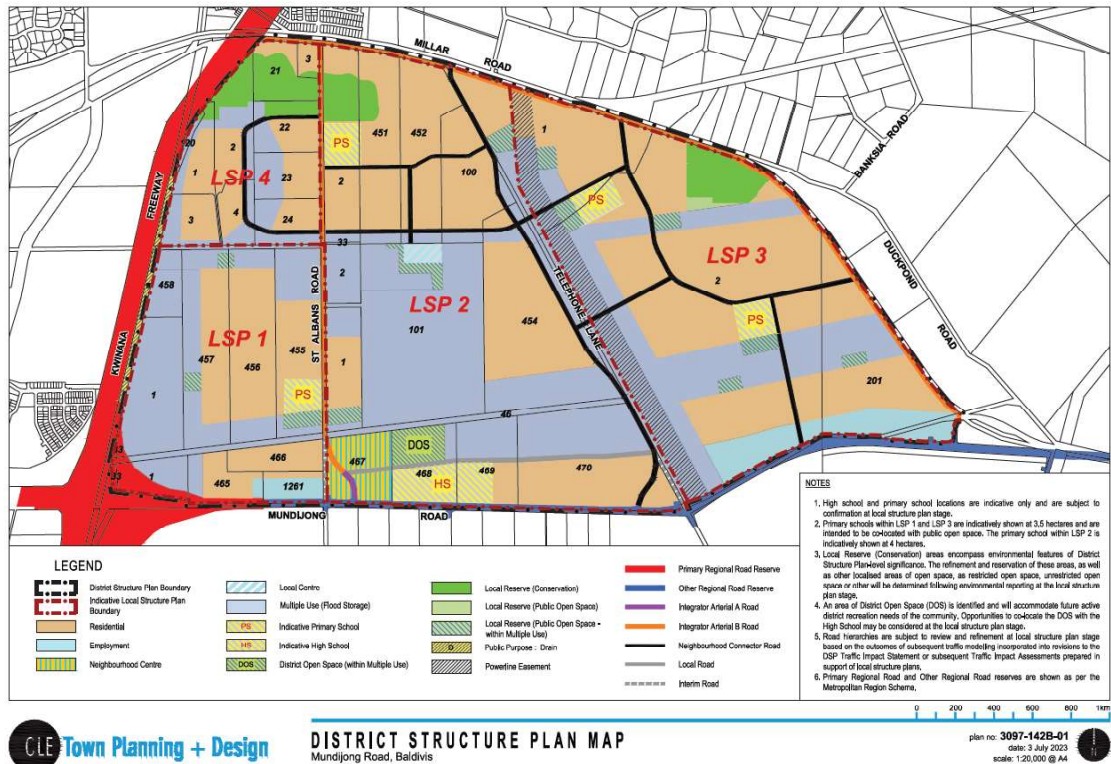 MILLAR
ROAD
BANKSIA ROAD
DUCKPOND
ROAD
KWINANA
FREEWAY
ST ALBANS ROAD
TELEPHONE LANE
MUNDIJONG ROAD
LSP 4
LSP 3
LSP 2
LSP 1
3
21
22
20
2
1
23
3
4
24
451
452
PS
2
100
1
PS
33
2
101
454
2
PS
201
458
457
456
455
1
PS
1
46
DOS
467
468
469
470
HS
466
465
1261
33
33
1
LEGEND
District Structure Plan Boundary
Indicative Local Structure Plan
Boundary
Residential
Employment
Neighbourhood Centre
Local Centre
Multiple Use (Flood Storage)
PS Indicative Primary School
HS Indicative High School
DOS District Open Space (within Multiple Use)
Local Reserve (Conservation)
Local Reserve (Public Open Space)
Local Reserve (Public Open Space -
within Multiple Use)
D Public Purpose : Drain
Powerline Easement
Primary Regional Road Reserve
Other Regional Road Reserve
Integrator Arterial A Road
Integrator Arterial B Road
Neighbourhood Connector Road
Local Road
Interim Road
NOTES
1. High school and primary school locations are indicative only and are subject to
confirmation at local structure plan stage.
2. Primary schools within LSP 1 and LSP 3 are indicatively shown at 3.5 hectares and are
intended to be co-located with public open space. The primary school within LSP 2 is
indicatively shown at 4 hectares.
3. Local Reserve (Conservation) areas encompass environmental features of District
Structure Plan-level significance. The refinement and reservation of these areas, as well
as other localised areas of open space, as restricted open space, unrestricted open
space or other will be determined following environmental reporting at the local structure
plan stage.
4. An area of District Open Space (DOS) is identified and will accommodate future active
district recreation needs of the community. Opportunities to co-locate the DOS with the
High School may be considered at the local structure plan stage.
5. Road hierarchies are subject to review and refinement at local structure plan stage
based on the outcomes of subsequent traffic modelling incorporated into revisions to the
DSP Traffic Impact Statement or subsequent Traffic Impact Assessments prepared in
support of local structure plans.
6. Primary Regional Road and Other Regional Road reserves are shown as per the
Metropolitan Region Scheme.
0 200 400 600 800 1km
CLE Town Planning + Design
DISTRICT STRUCTURE PLAN MAP
Mundijong Road, Baldivis
plan no: 3097-142B-01
date: 3 July 2023
scale: 1:20,000 @ A4